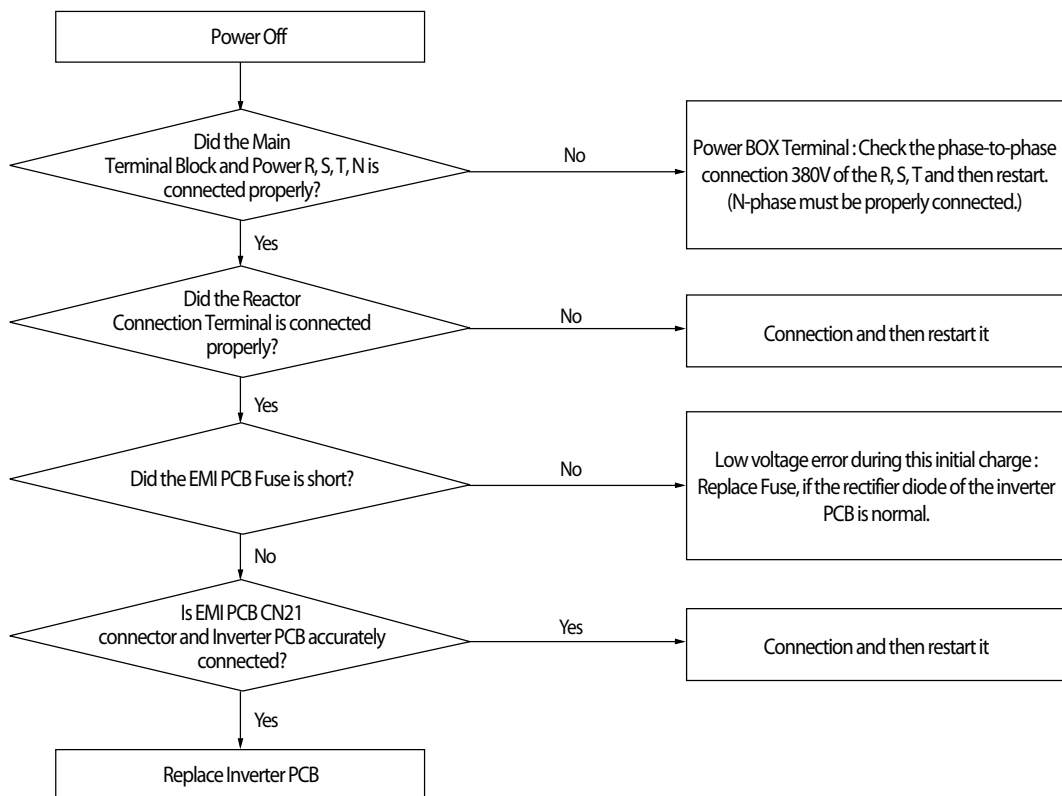 Power Off
Did the Main
Terminal Block and Power R, S, T, N is
connected properly?
No
Power BOX Terminal : Check the phase-to-phase
connection 380V of the R, S, T and then restart.
(N-phase must be properly connected.)
Yes
Did the Reactor
Connection Terminal is connected
properly?
No
Connection and then restart it
Yes
Did the EMI PCB Fuse is short?
No
Low voltage error during this initial charge :
Replace Fuse, if the rectifier diode of the inverter
PCB is normal.
No
Is EMI PCB CN21
connector and Inverter PCB accurately
connected?
Yes
Connection and then restart it
Yes
Replace Inverter PCB